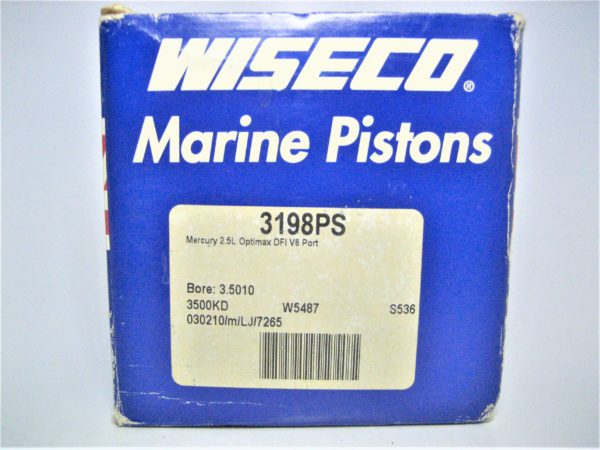 WISECO®
Marine Pistons
3198PS
Mercury 2.5L Optimax DFI V6 Port
Bore: 3.5010
3500KD W5487 S536
030210/m/LJ/7265